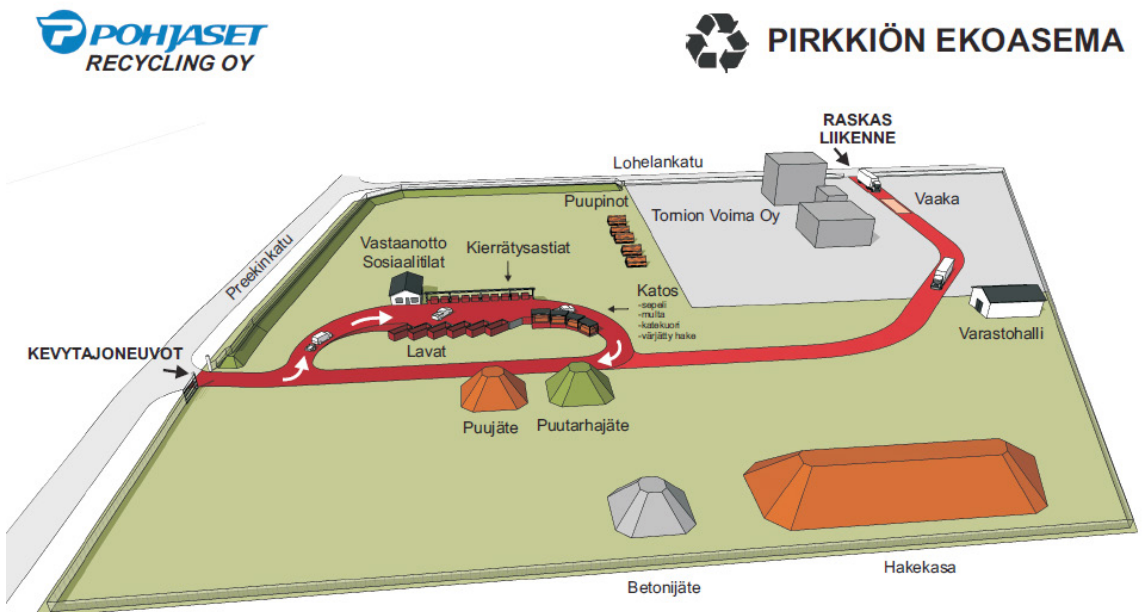 POHJASET
RECYCLING OY
PIRKKIÖN EKOASEMA
RASKAS
LIIKENNE
Lohelankatu
Puupinot
Tornion Voima Oy
Vaaka
Vastaanotto
Sosiaalitilat
Kierrätysastiat
Preekinkatu
Katos
-sepeli
-multa
-katekuori
-värjätty hake
Varastohalli
KEVYTAJONEUVOT
Lavat
Puujäte
Puutarhajäte
Betonijäte
Hakekasa